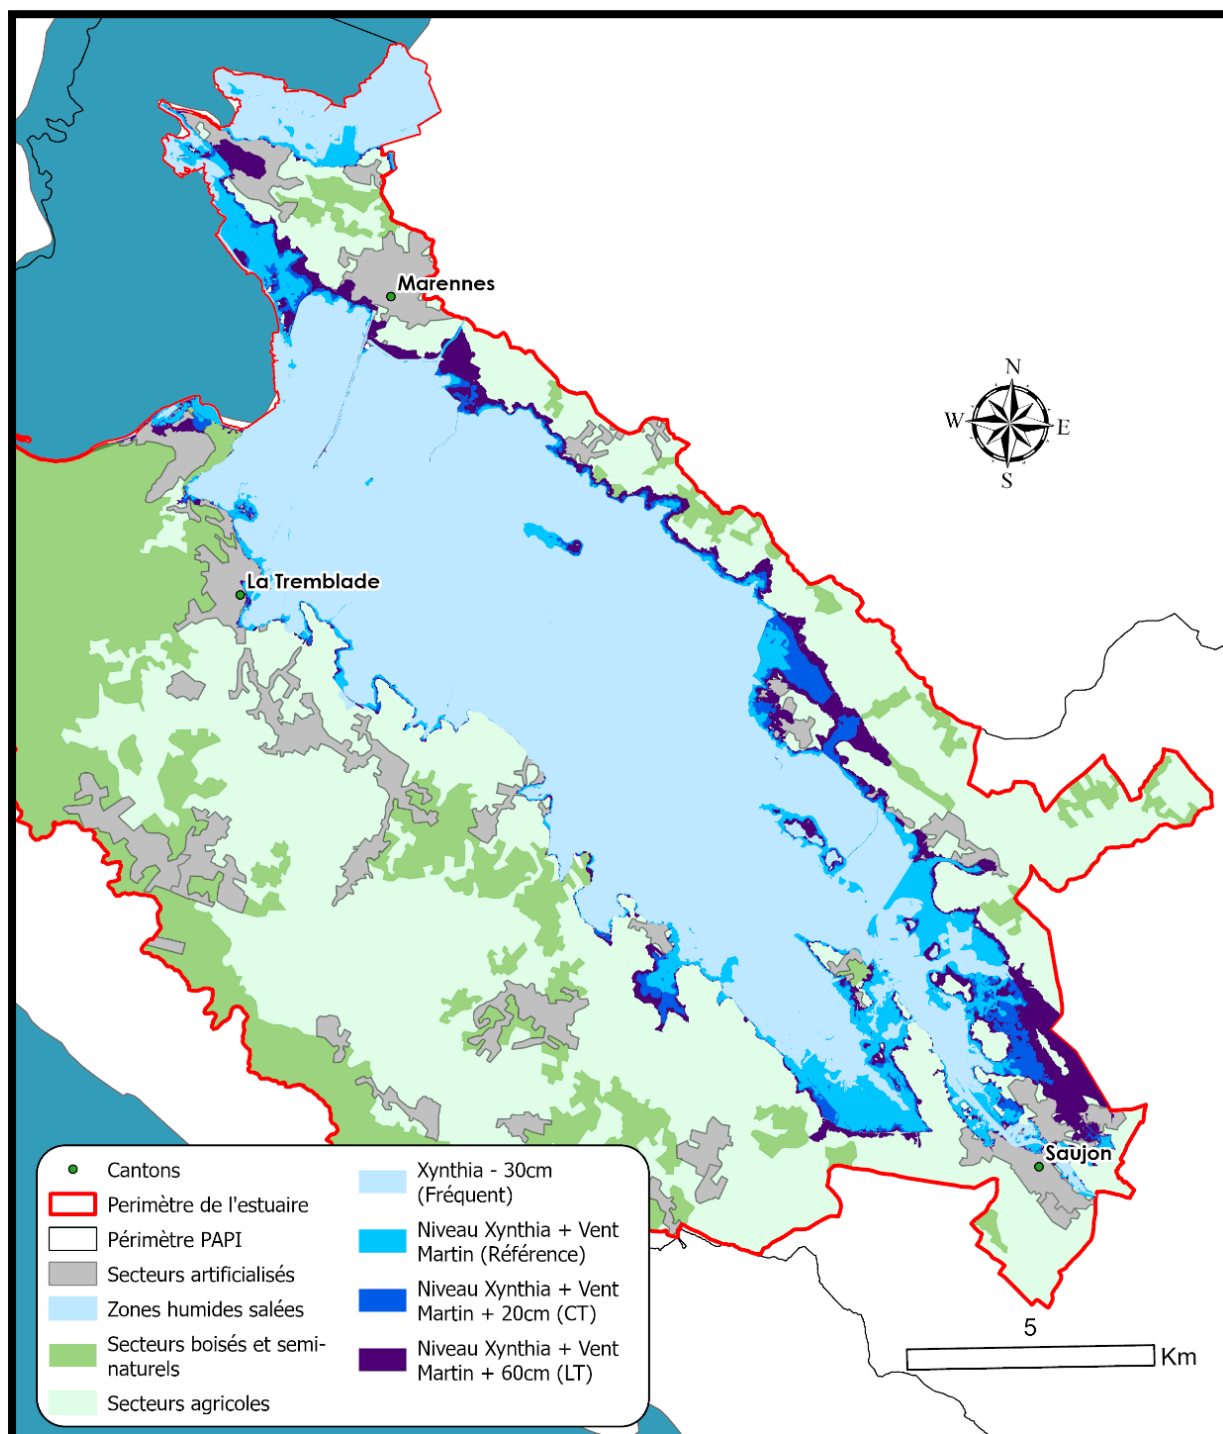 Marennes
N
W
E
S
La Tremblade
Saujon
5
Km
Cantons
Perimètre de l'estuaire
Périmètre PAPI
Secteurs artificialisés
Zones humides salées
Secteurs boisés et semi-
naturels
Secteurs agricoles
Xynthia - 30cm
(Fréquent)
Niveau Xynthia + Vent
Martin (Référence)
Niveau Xynthia + Vent
Martin + 20cm (CT)
Niveau Xynthia + Vent
Martin + 60cm (LT)